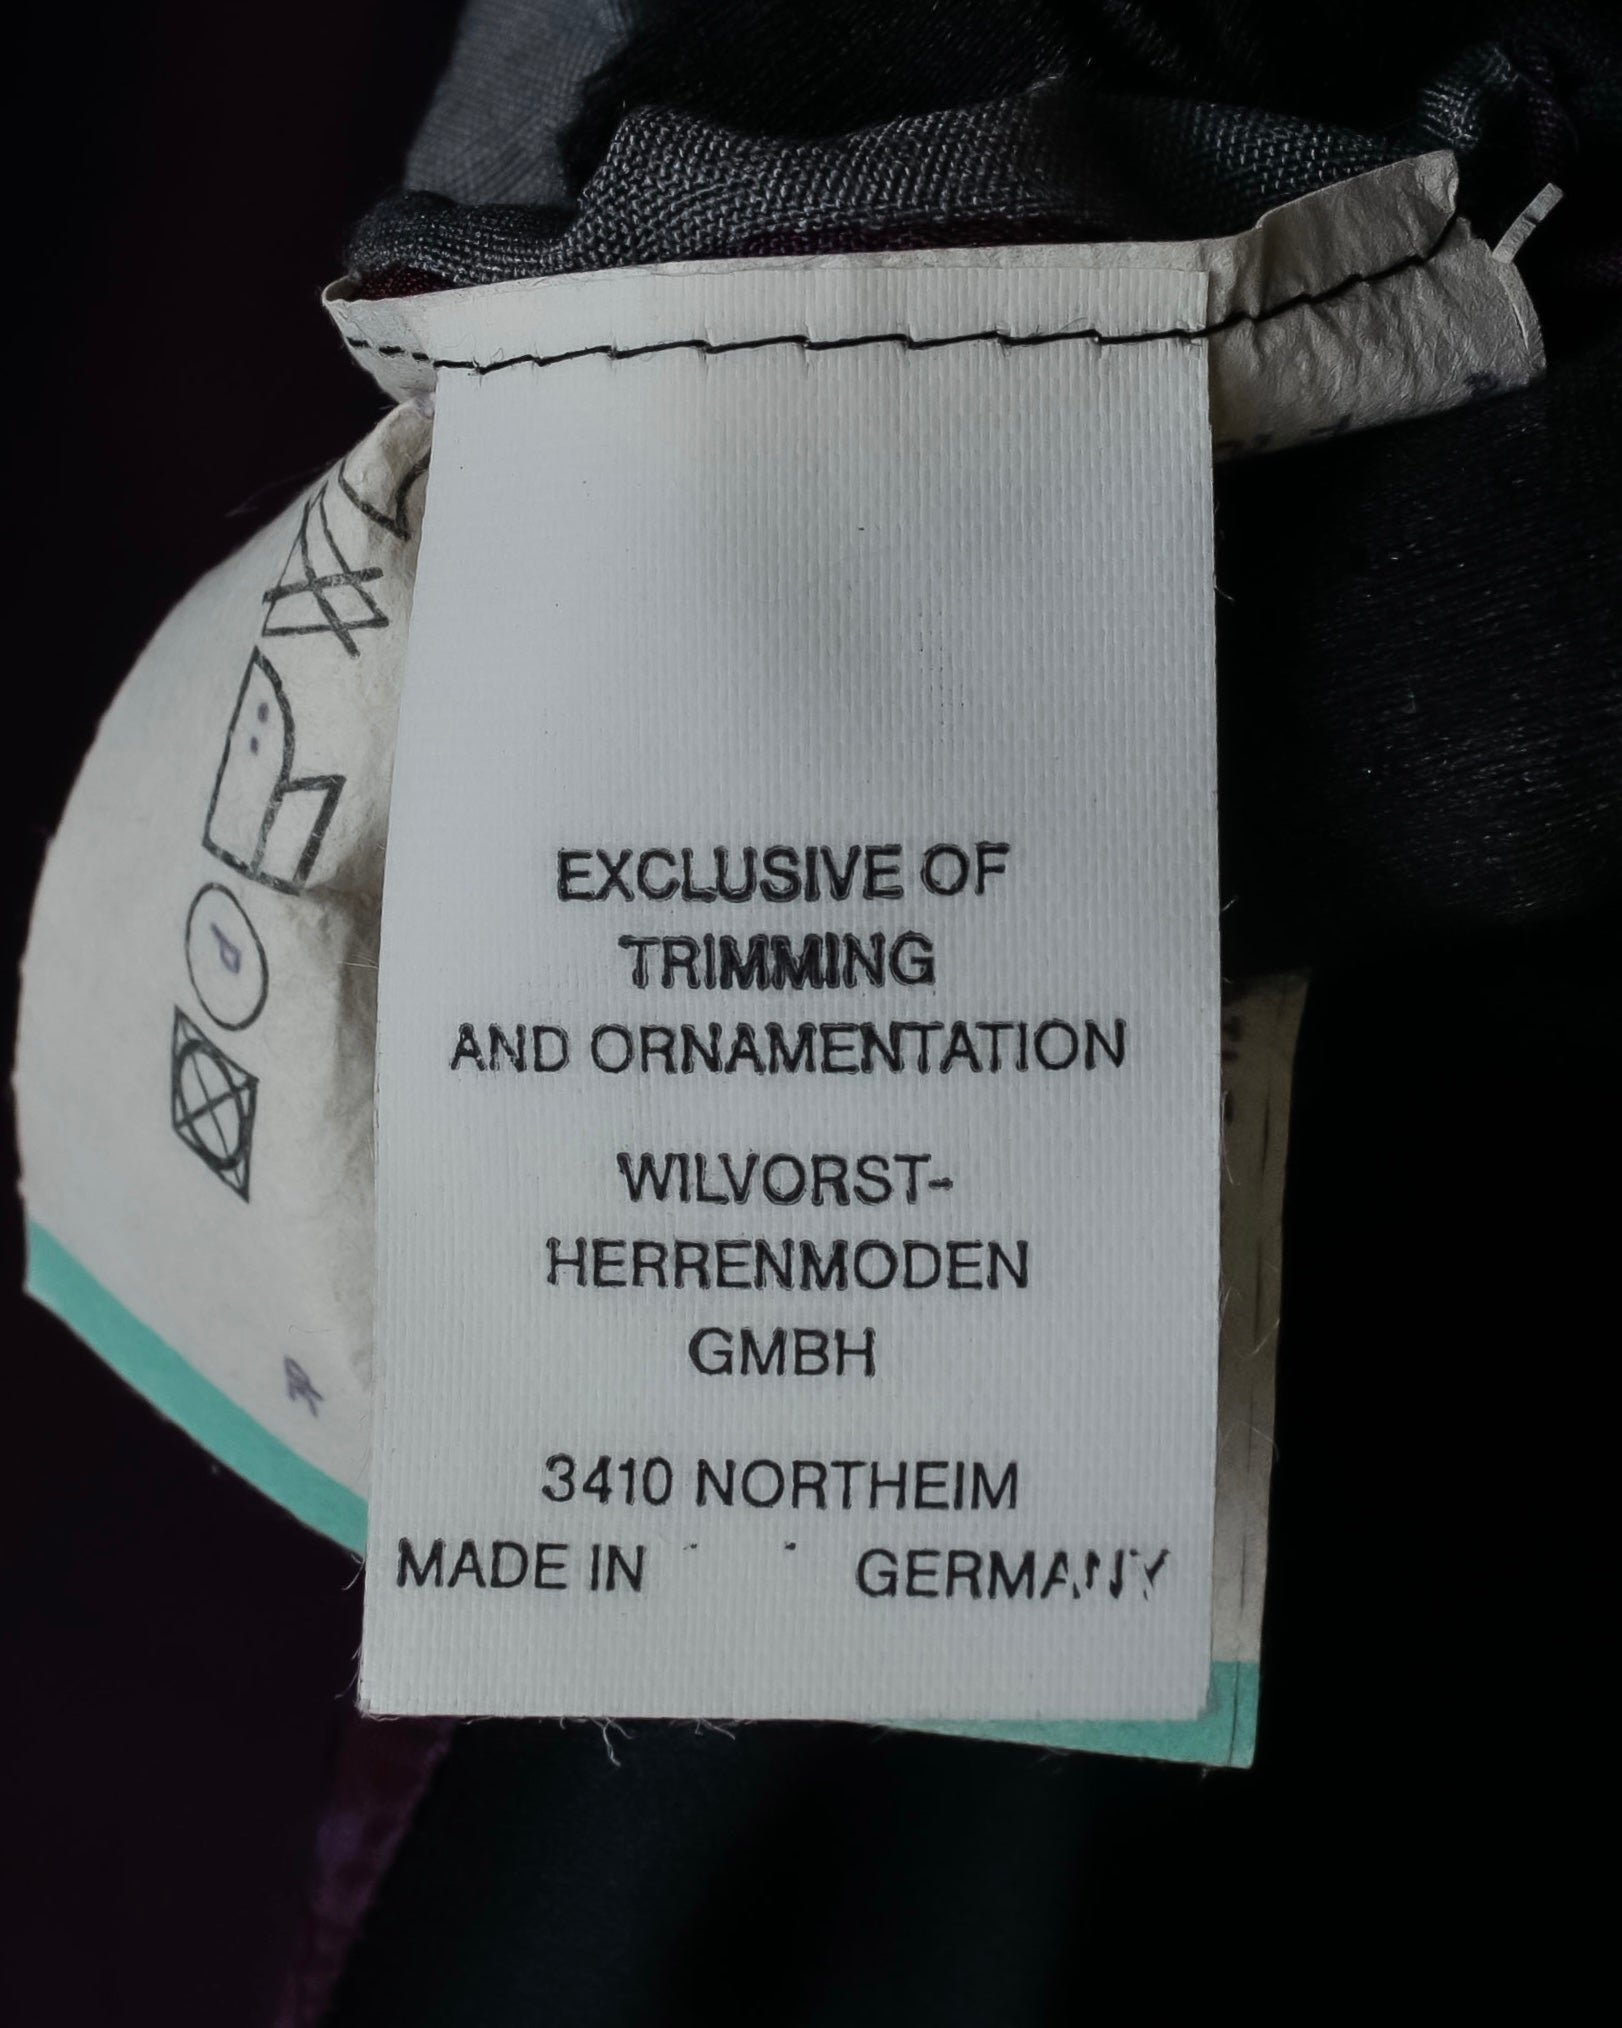 EXCLUSIVE OF
TRIMMING
AND ORNAMENTATION
WILVORST-
HERRENMODEN
GMBH
3410 NORTHEIM
MADE IN GERMANY
P